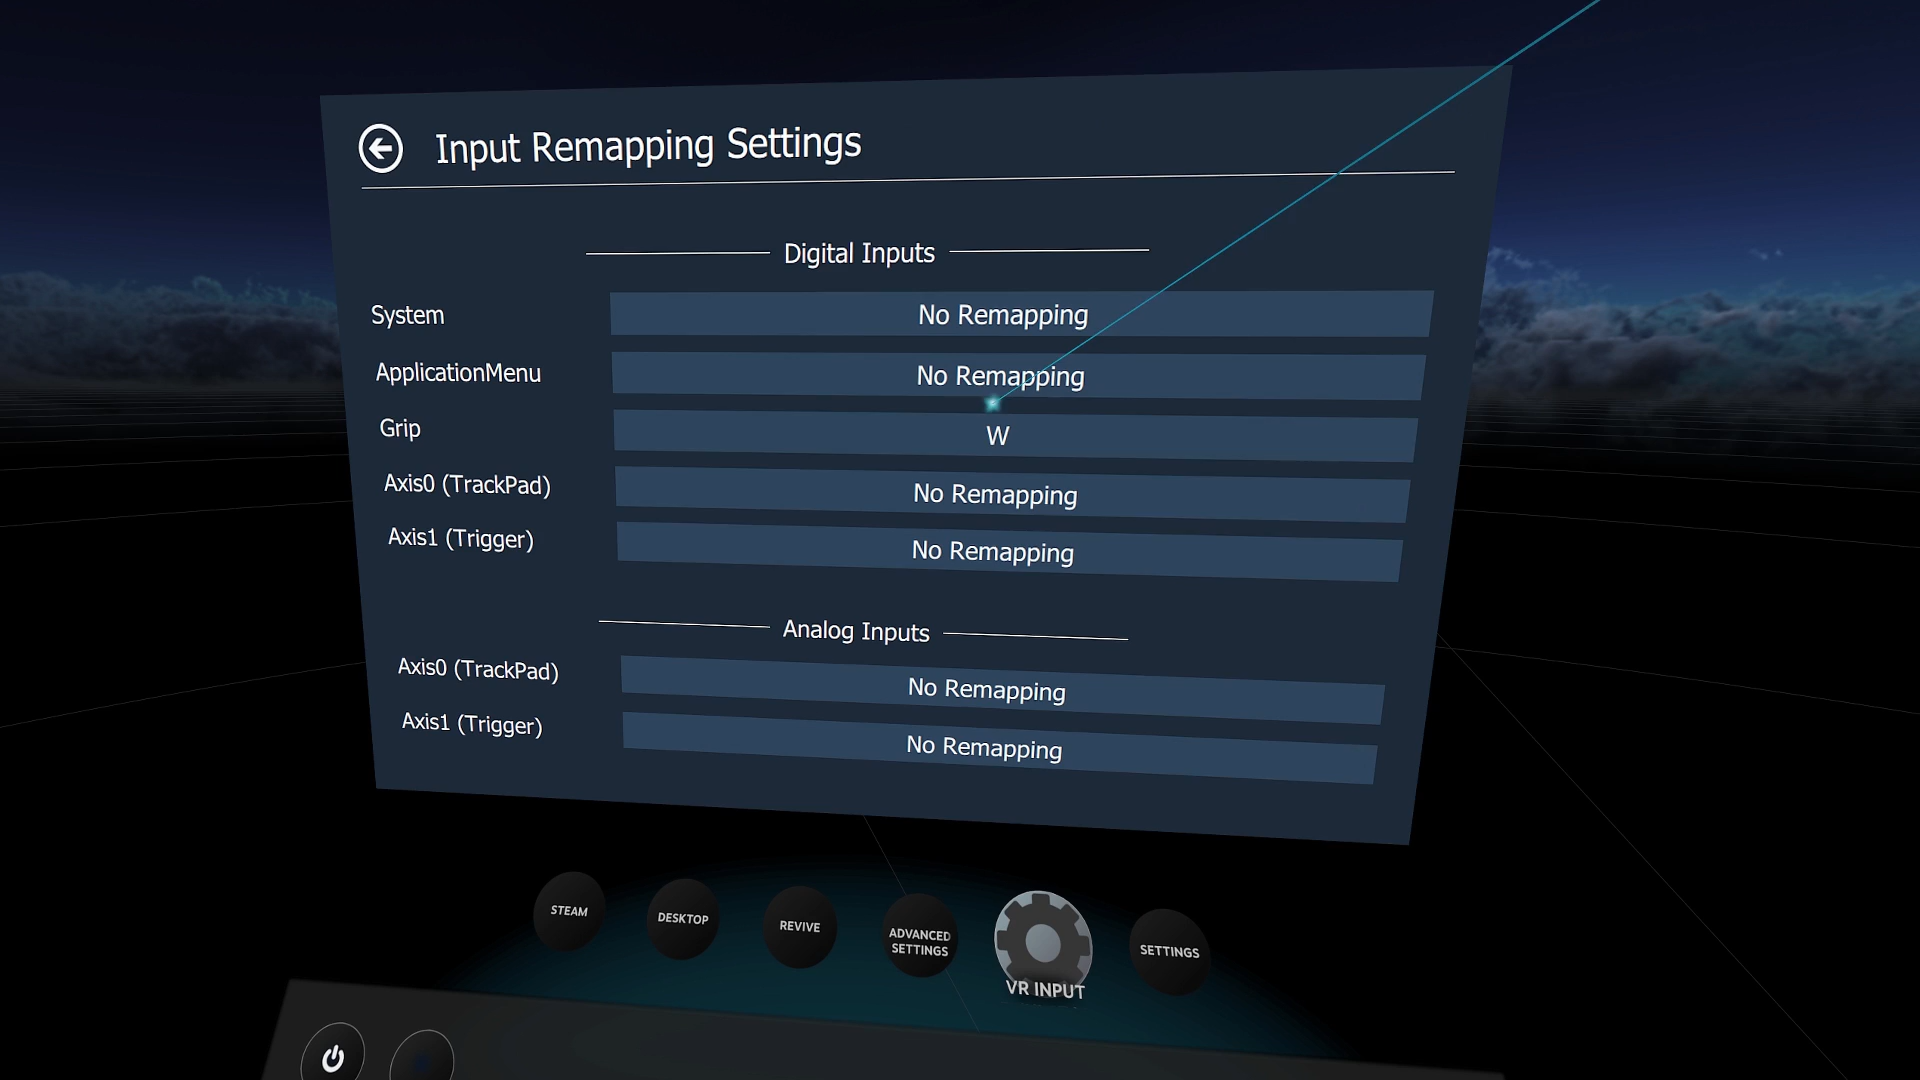 Input Remapping Settings
Digital Inputs
System No Remapping
ApplicationMenu No Remapping
Grip W
Axis0 (TrackPad) No Remapping
Axis1 (Trigger) No Remapping
Analog Inputs
Axis0 (TrackPad) No Remapping
Axis1 (Trigger) No Remapping
STEAM
DESKTOP
REVIVE
ADVANCED
SETTINGS
VR INPUT
SETTINGS